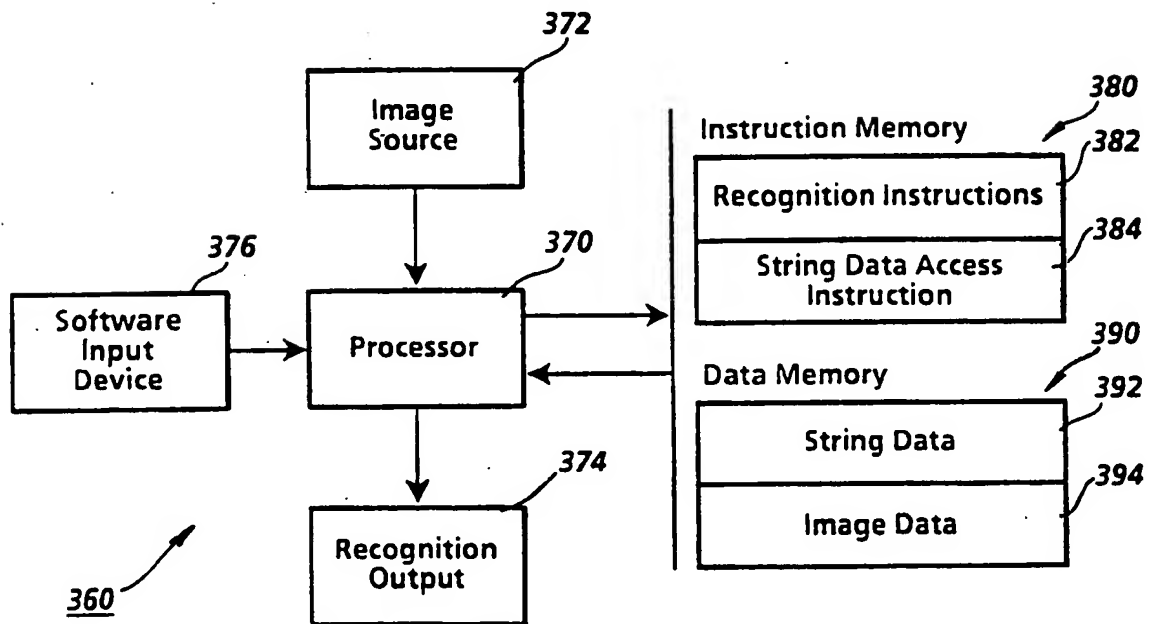 372
Image
Source
380
Instruction Memory
382
Recognition Instructions
384
String Data Access
Instruction
376
Software
Input
Device
370
Processor
390
Data Memory
392
String Data
394
Image Data
374
Recognition
Output
360